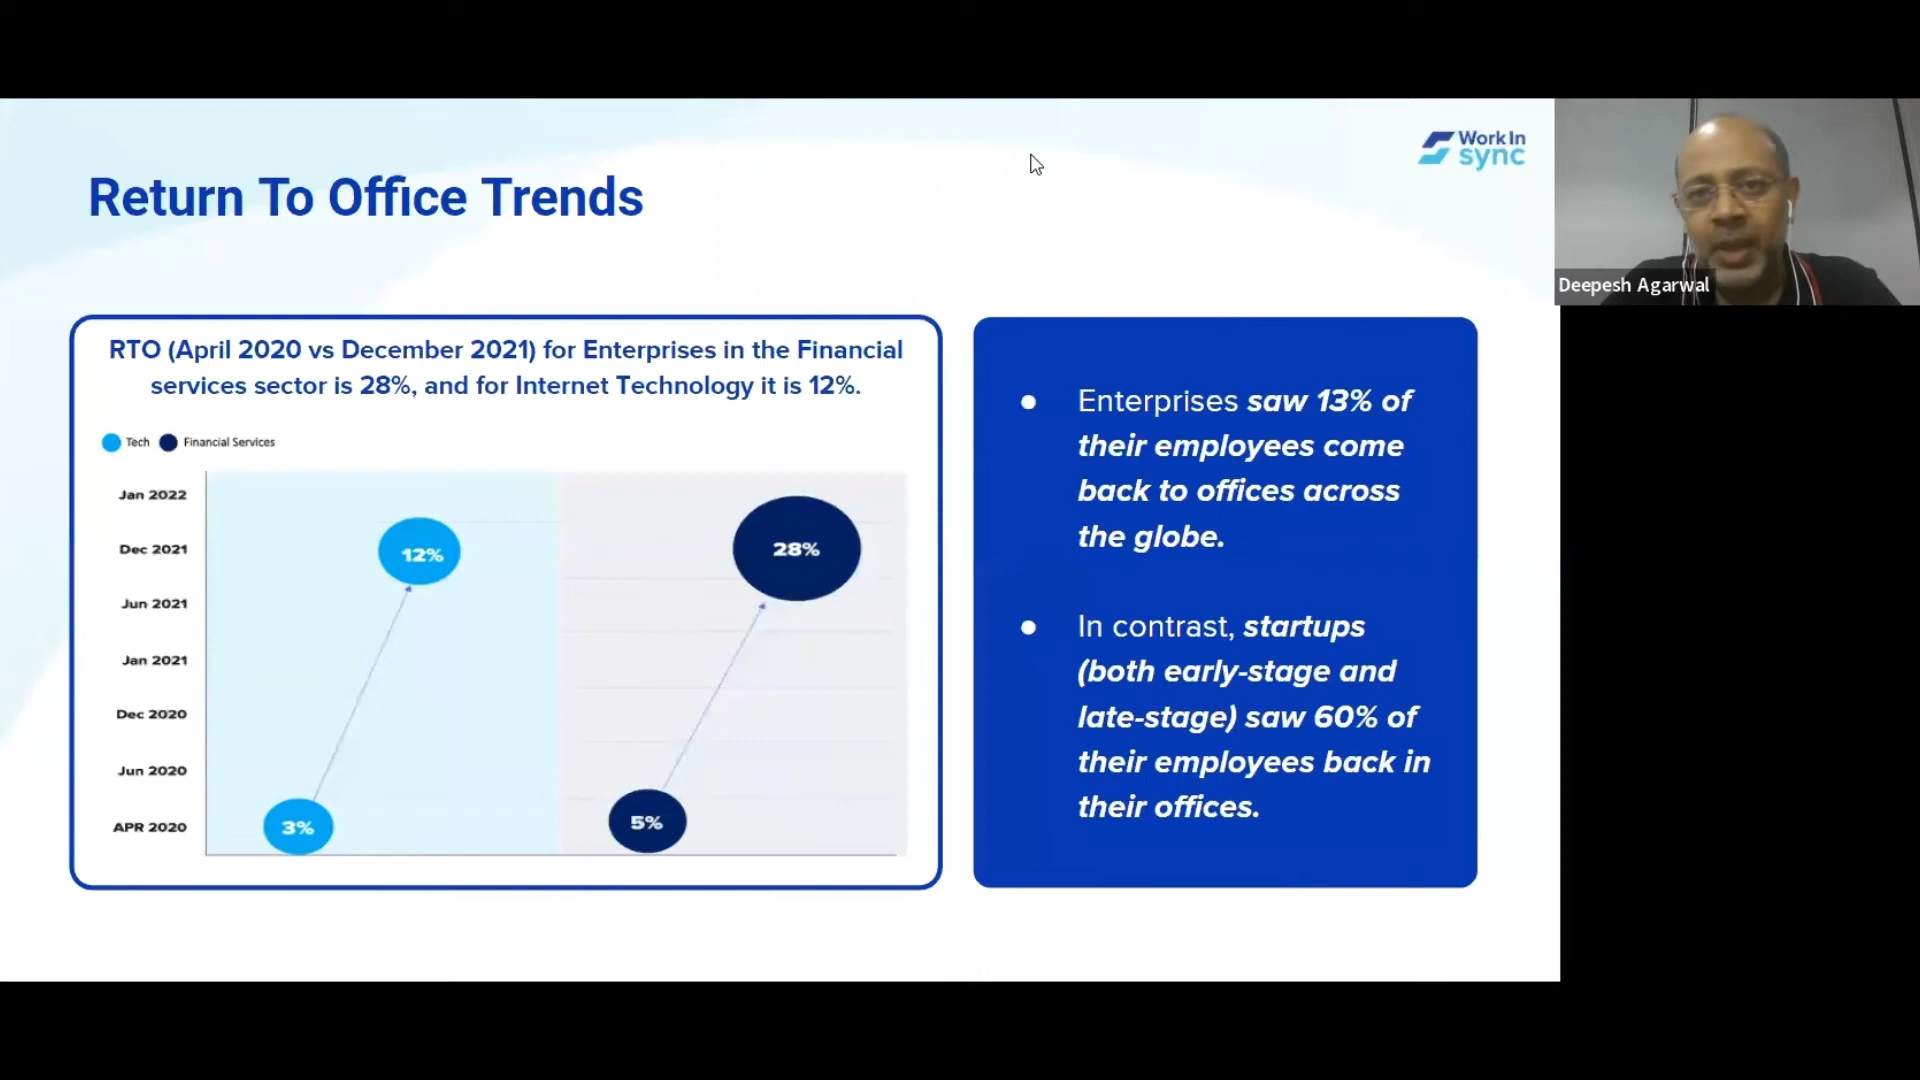 Return To Office Trends
WorkIn
sync
Deepesh Agarwal
RTO (April 2020 vs December 2021) for Enterprises in the Financial
services sector is 28%, and for Internet Technology it is 12%.
Tech Financial Services
Jan 2022
Dec 2021
Jun 2021
Jan 2021
Dec 2020
Jun 2020
APR 2020
12%
28%
3%
5%
● Enterprises saw 13% of
their employees come
back to offices across
the globe.
● In contrast, startups
(both early-stage and
late-stage) saw 60% of
their employees back in
their offices.